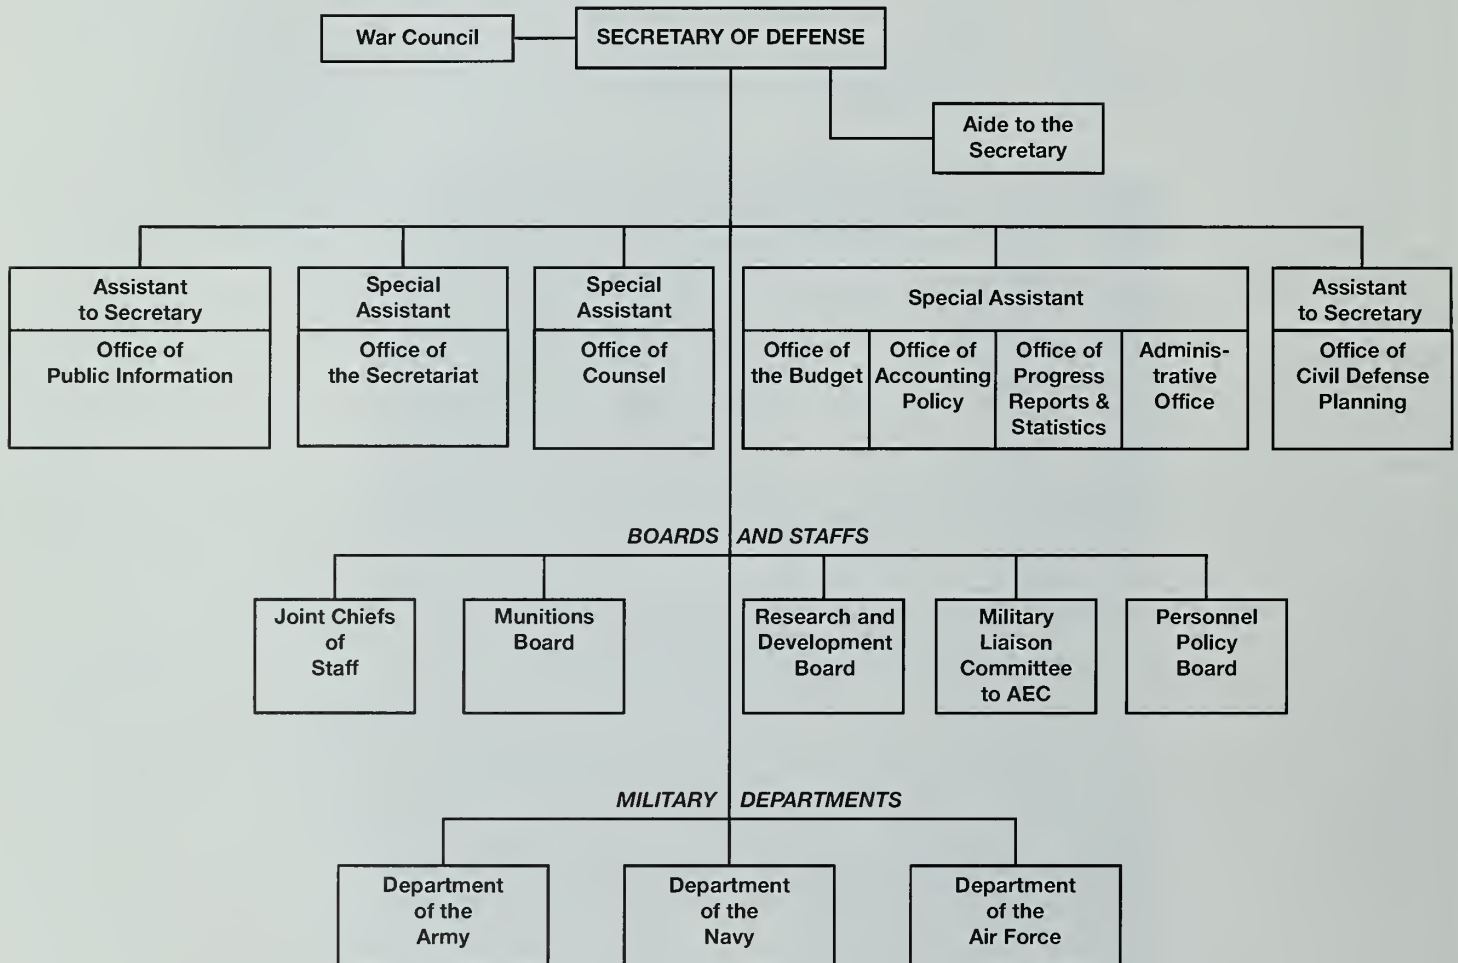 War Council
SECRETARY OF DEFENSE
Aide to the
Secretary
Assistant
to Secretary
Office of
Public Information
Special
Assistant
Office of
the Secretariat
Special
Assistant
Office of
Counsel
Special Assistant
Office of
the Budget
Office of
Accounting
Policy
Office of
Progress
Reports &
Statistics
Adminis-
trative
Office
Assistant
to Secretary
Office of
Civil Defense
Planning
BOARDS AND STAFFS
Joint Chiefs
of
Staff
Munitions
Board
Research and
Development
Board
Military
Liaison
Committee
to AEC
Personnel
Policy
Board
MILITARY DEPARTMENTS
Department
of the
Army
Department
of the
Navy
Department
of the
Air Force